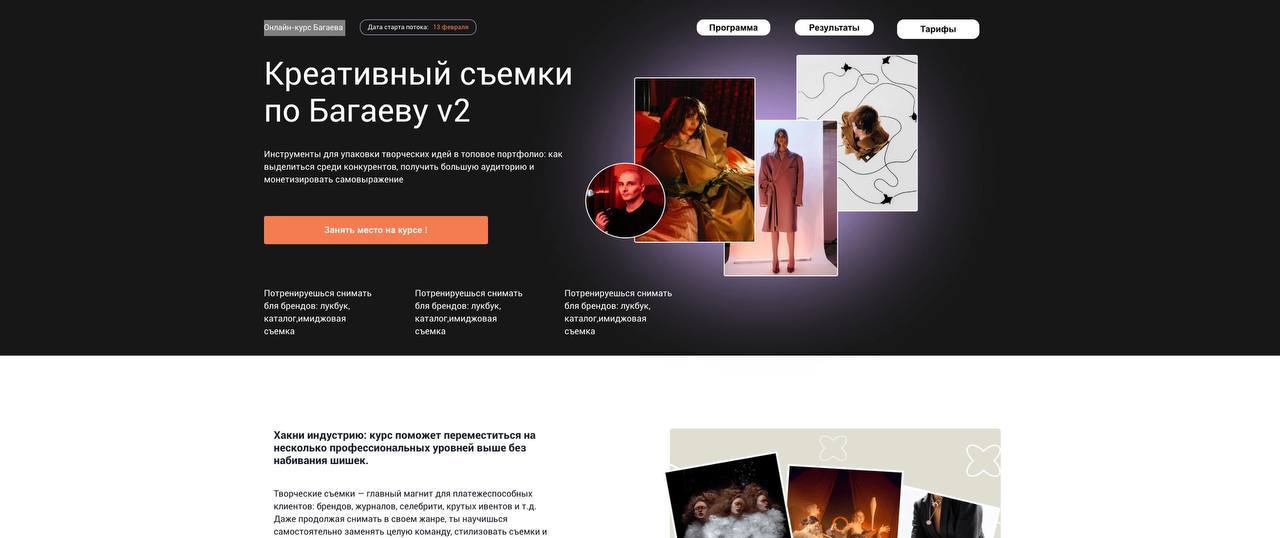 Онлайн-курс Багаева
Дата старта потока: 13 февраля
Программа
Результаты
Тарифы
Креативный съемки
по Багаеву v2
Инструменты для упаковки творческих идей в топовое портфолио: как
выделиться среди конкурентов, получить большую аудиторию и
монетизировать самовыражение
Занять место на курсе !
Потренируешься снимать
бля брендов: лукбук,
каталог,имиджовая
съемка
Потренируешься снимать
бля брендов: лукбук,
каталог,имиджовая
съемка
Потренируешься снимать
бля брендов: лукбук,
каталог,имиджовая
съемка
Хакни индустрию: курс поможет переместиться на
несколько профессиональных уровней выше без
набивания шишек.
Творческие съемки — главный магнит для платежеспособных
клиентов: брендов, журналов, селебрити, крутых ивентов и т.д.
Даже продолжая снимать в своем жанре, ты научишься
самостоятельно заменять целую команду, стилизовать съемки и